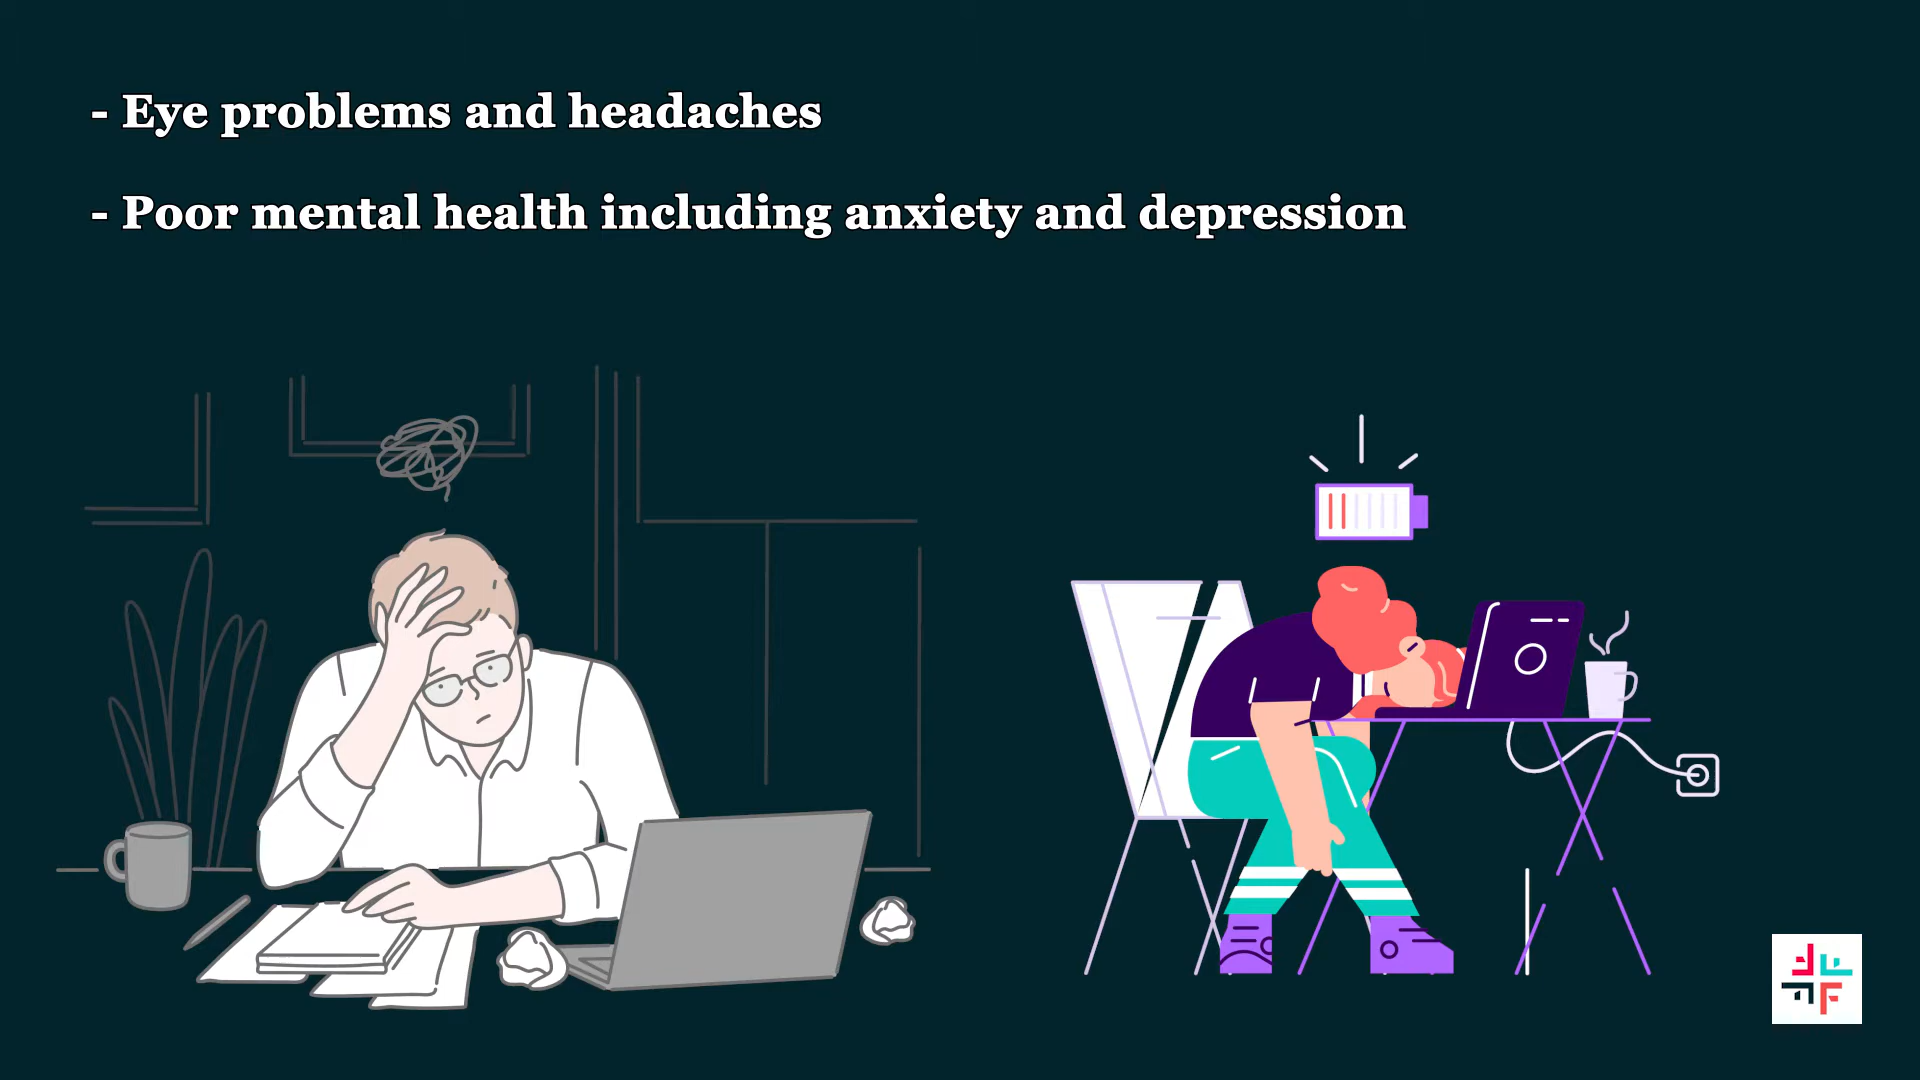 - Eye problems and headaches
- Poor mental health including anxiety and depression